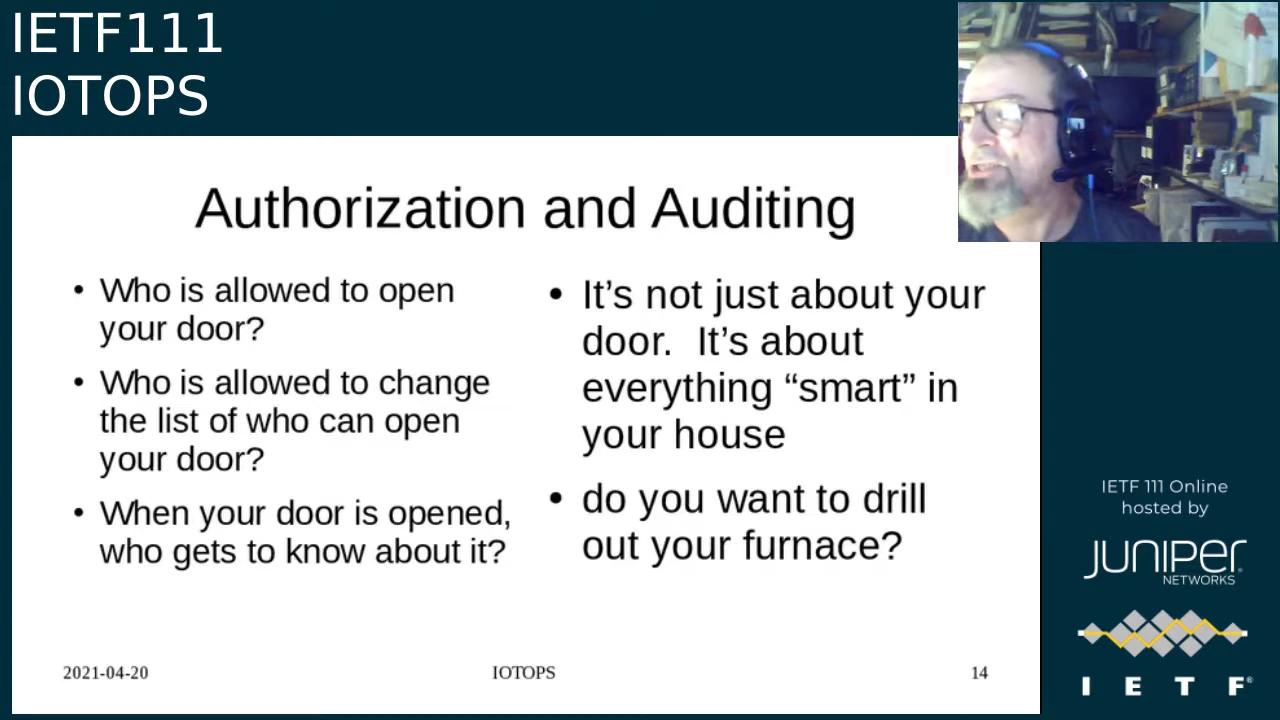 IETF111
IOTOPS
Authorization and Auditing
• Who is allowed to open
your door?
• Who is allowed to change
the list of who can open
your door?
• When your door is opened,
who gets to know about it?
• It’s not just about your
door.  It’s about
everything “smart” in
your house
• do you want to drill
out your furnace?
2021-04-20
IOTOPS
14
IETF 111 Online
hosted by
JUNIPER
NETWORKS
I E T F®